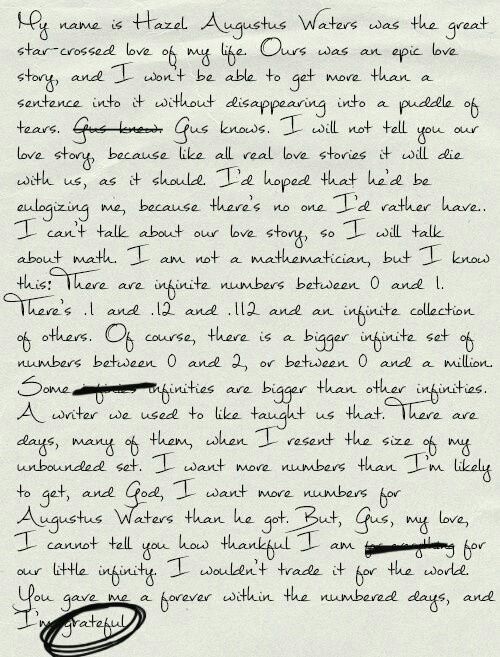 My name is Hazel. Augustus Waters was the great
star-crossed love of my life. Ours was an epic love
story, and I won't be able to get more than a
sentence into it without disappearing into a puddle of
tears. Gus knew. Gus knows. I will not tell you our
love story, because like all real love stories it will die
with us, as it should. I'd hoped that he'd be
eulogizing me, because there's no one I'd rather have..
I can't talk about our love story, so I will talk
about math. I am not a mathematician, but I know
this: There are infinite numbers between 0 and 1.
There's .1 and .12 and .112 and an infinite collection
of others. Of course, there is a bigger infinite set of
numbers between 0 and 2, or between 0 and a million.
Some infinities are bigger than other infinities.
A writer we used to like taught us that. There are
days, many of them, when I resent the size of my
unbounded set. I want more numbers than I'm likely
to get, and God, I want more numbers for
Augustus Waters than he got. But, Gus, my love,
I cannot tell you how thankful I am for
our little infinity. I wouldn't trade it for the world.
You gave me a forever within the numbered days, and
I'm grateful.